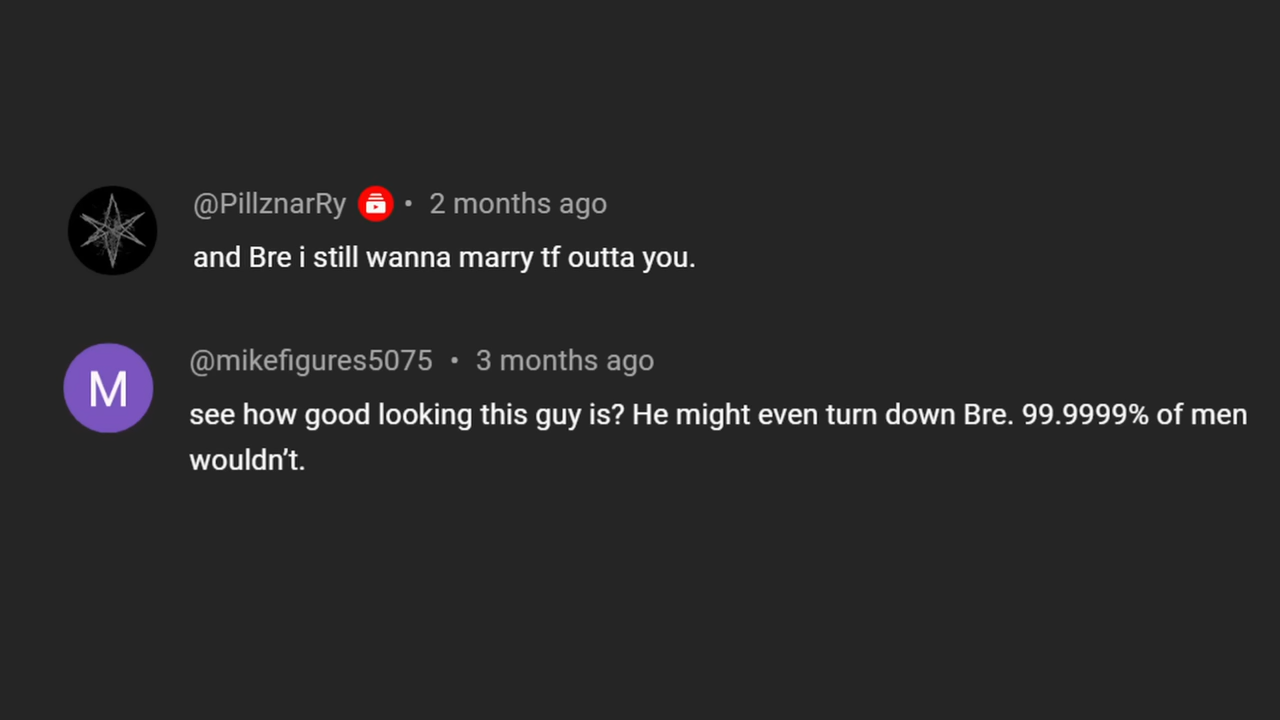 @PillznarRy • 2 months ago
and Bre i still wanna marry tf outta you.
M
@mikefigures5075 • 3 months ago
see how good looking this guy is? He might even turn down Bre. 99.9999% of men
wouldn't.